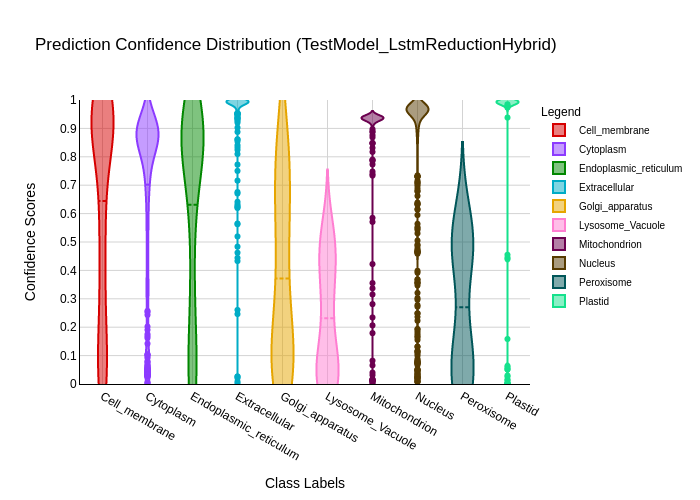 Prediction Confidence Distribution (TestModel_LstmReductionHybrid)
Confidence Scores
1
0.9
0.8
0.7
0.6
0.5
0.4
0.3
0.2
0.1
0
Cell_membrane
Cytoplasm
Endoplasmic_reticulum
Extracellular
Golgi_apparatus
Lysosome_Vacuole
Mitochondrion
Nucleus
Peroxisome
Plastid
Class Labels
Legend
Cell_membrane
Cytoplasm
Endoplasmic_reticulum
Extracellular
Golgi_apparatus
Lysosome_Vacuole
Mitochondrion
Nucleus
Peroxisome
Plastid